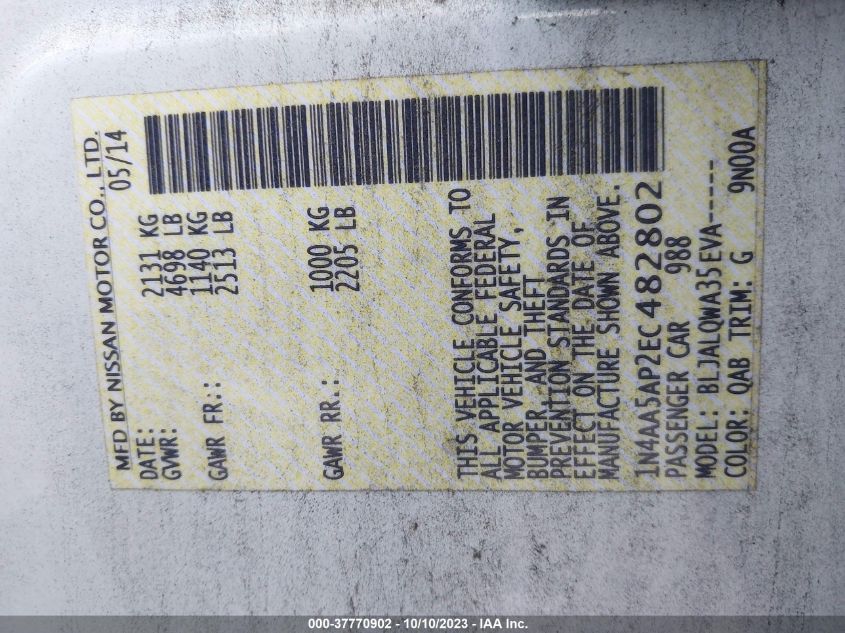 MFD BY NISSAN MOTOR CO., LTD.
DATE: 05/14
GVWR: 2131 KG
4698 LB
GAWR FR:: 1140 KG
2513 LB
GAWR RR.: 1000 KG
2205 LB
THIS VEHICLE CONFORMS TO
ALL APPLICABLE FEDERAL
MOTOR VEHICLE SAFETY,
BUMPER, AND THEFT
PREVENTION STANDARDS IN
EFFECT ON THE DATE OF
MANUFACTURE SHOWN ABOVE.
1N4AA5AP2EC482802
PASSENGER CAR 988
MODEL: BLJALQWA35EVA-----
COLOR: QAB TRIM: G 9N00A
000-37770902 - 10/10/2023 - IAA Inc.